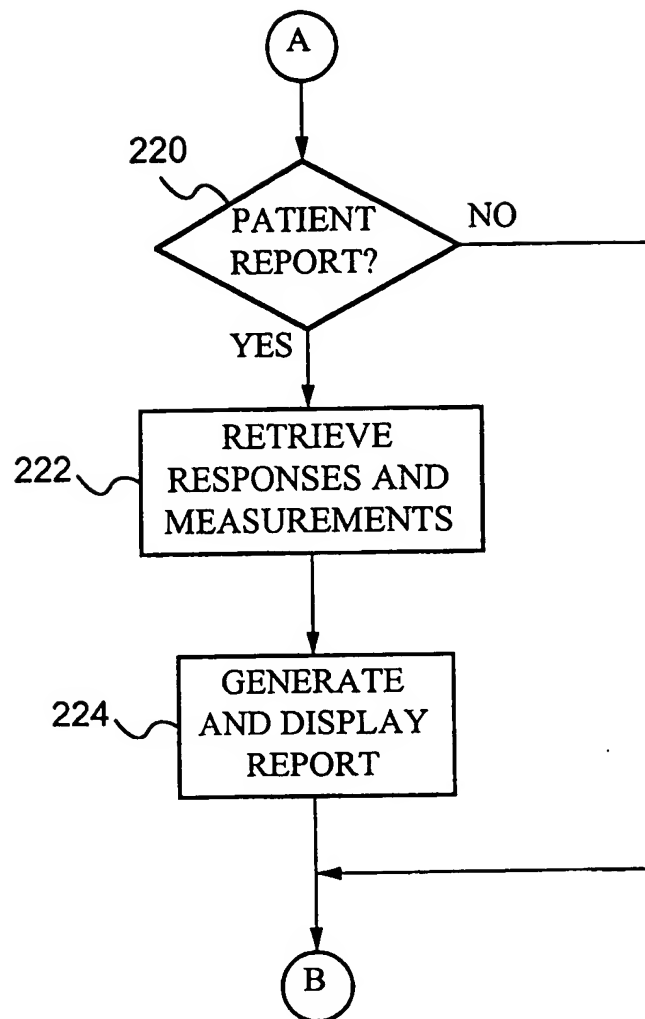 A
220
PATIENT
REPORT?
NO
YES
222
RETRIEVE
RESPONSES AND
MEASUREMENTS
224
GENERATE
AND DISPLAY
REPORT
B